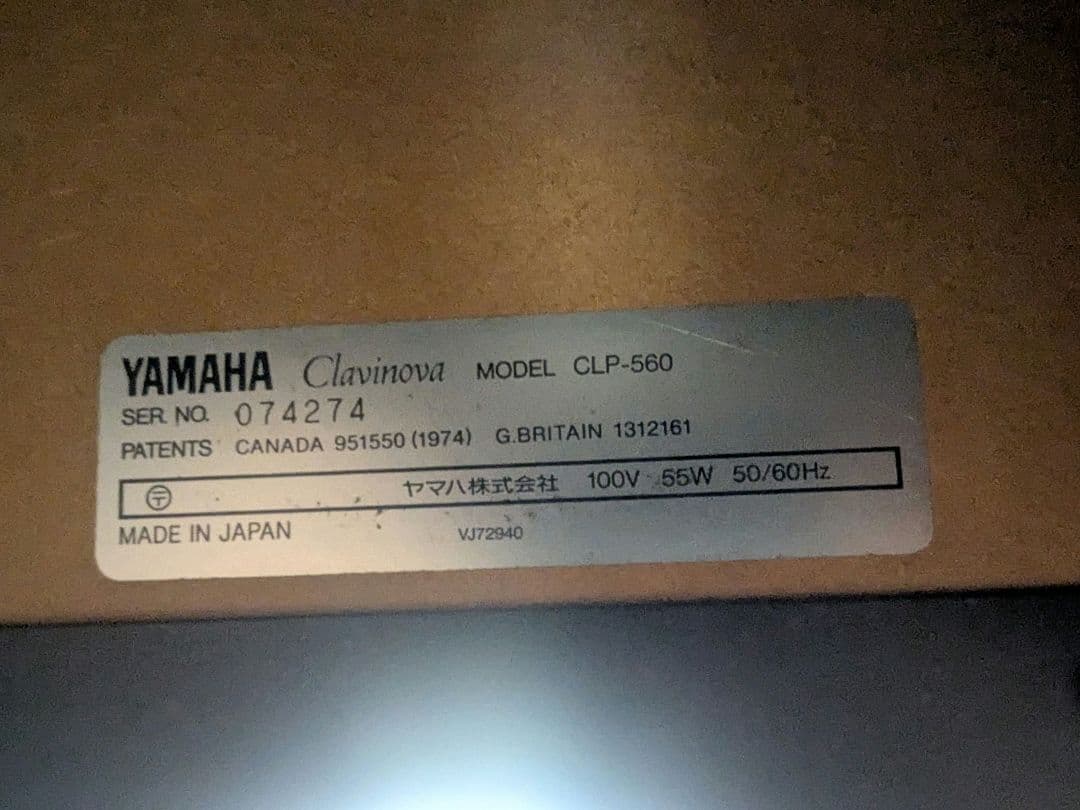 YAMAHA Clavinova MODEL CLP-560
SER. NO. 074274
PATENTS CANADA 951550 (1974) G.BRITAIN 1312161
〒 ヤマハ株式会社 100V 55W 50/60Hz
MADE IN JAPAN VJ72940